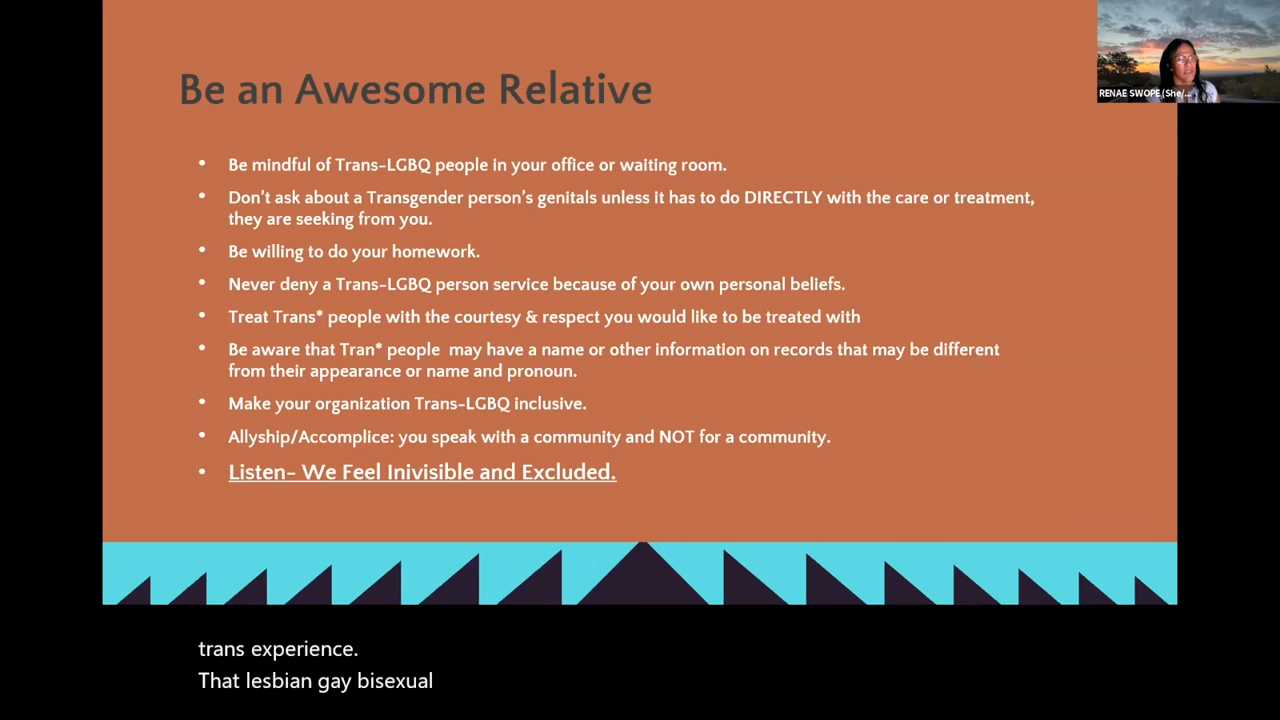 Be an Awesome Relative
RENAE SWOPE (She/...
• Be mindful of Trans-LGBQ people in your office or waiting room.
• Don't ask about a Transgender person's genitals unless it has to do DIRECTLY with the care or treatment,
they are seeking from you.
• Be willing to do your homework.
• Never deny a Trans-LGBQ person service because of your own personal beliefs.
• Treat Trans* people with the courtesy & respect you would like to be treated with
• Be aware that Tran* people may have a name or other information on records that may be different
from their appearance or name and pronoun.
• Make your organization Trans-LGBQ inclusive.
• Allyship/Accomplice: you speak with a community and NOT for a community.
• Listen- We Feel Inivisible and Excluded.
trans experience.
That lesbian gay bisexual